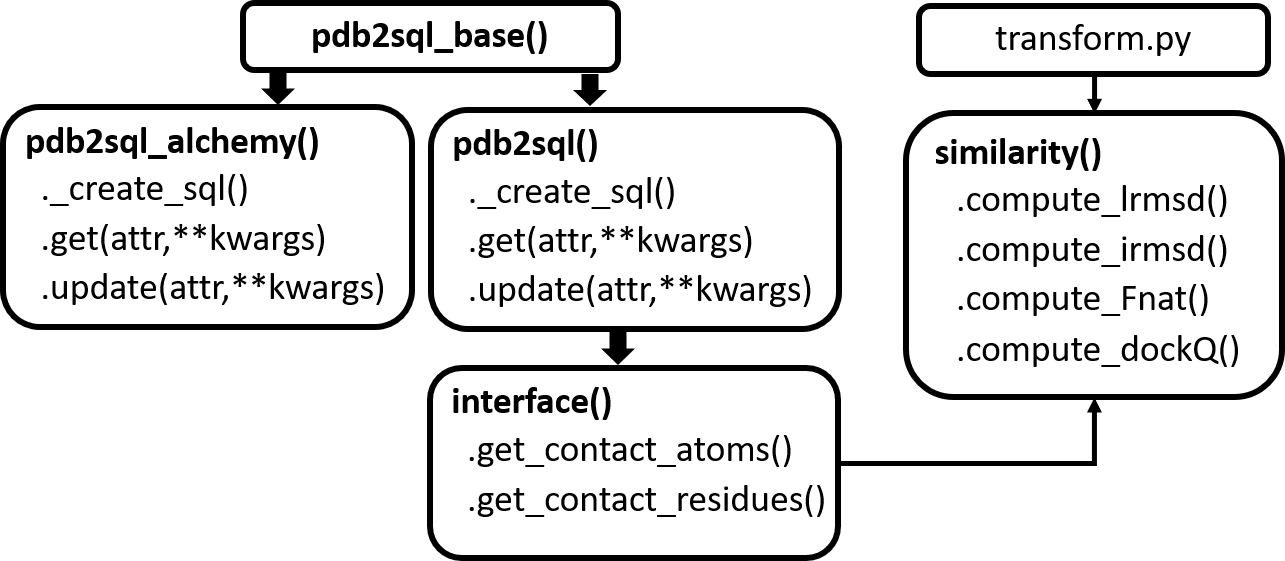 pdb2sql_base()
transform.py
pdb2sql_alchemy()
._create_sql()
.get(attr,**kwargs)
.update(attr,**kwargs)
pdb2sql()
._create_sql()
.get(attr,**kwargs)
.update(attr,**kwargs)
similarity()
.compute_lrmsd()
.compute_irmsd()
.compute_Fnat()
.compute_dockQ()
interface()
.get_contact_atoms()
.get_contact_residues()